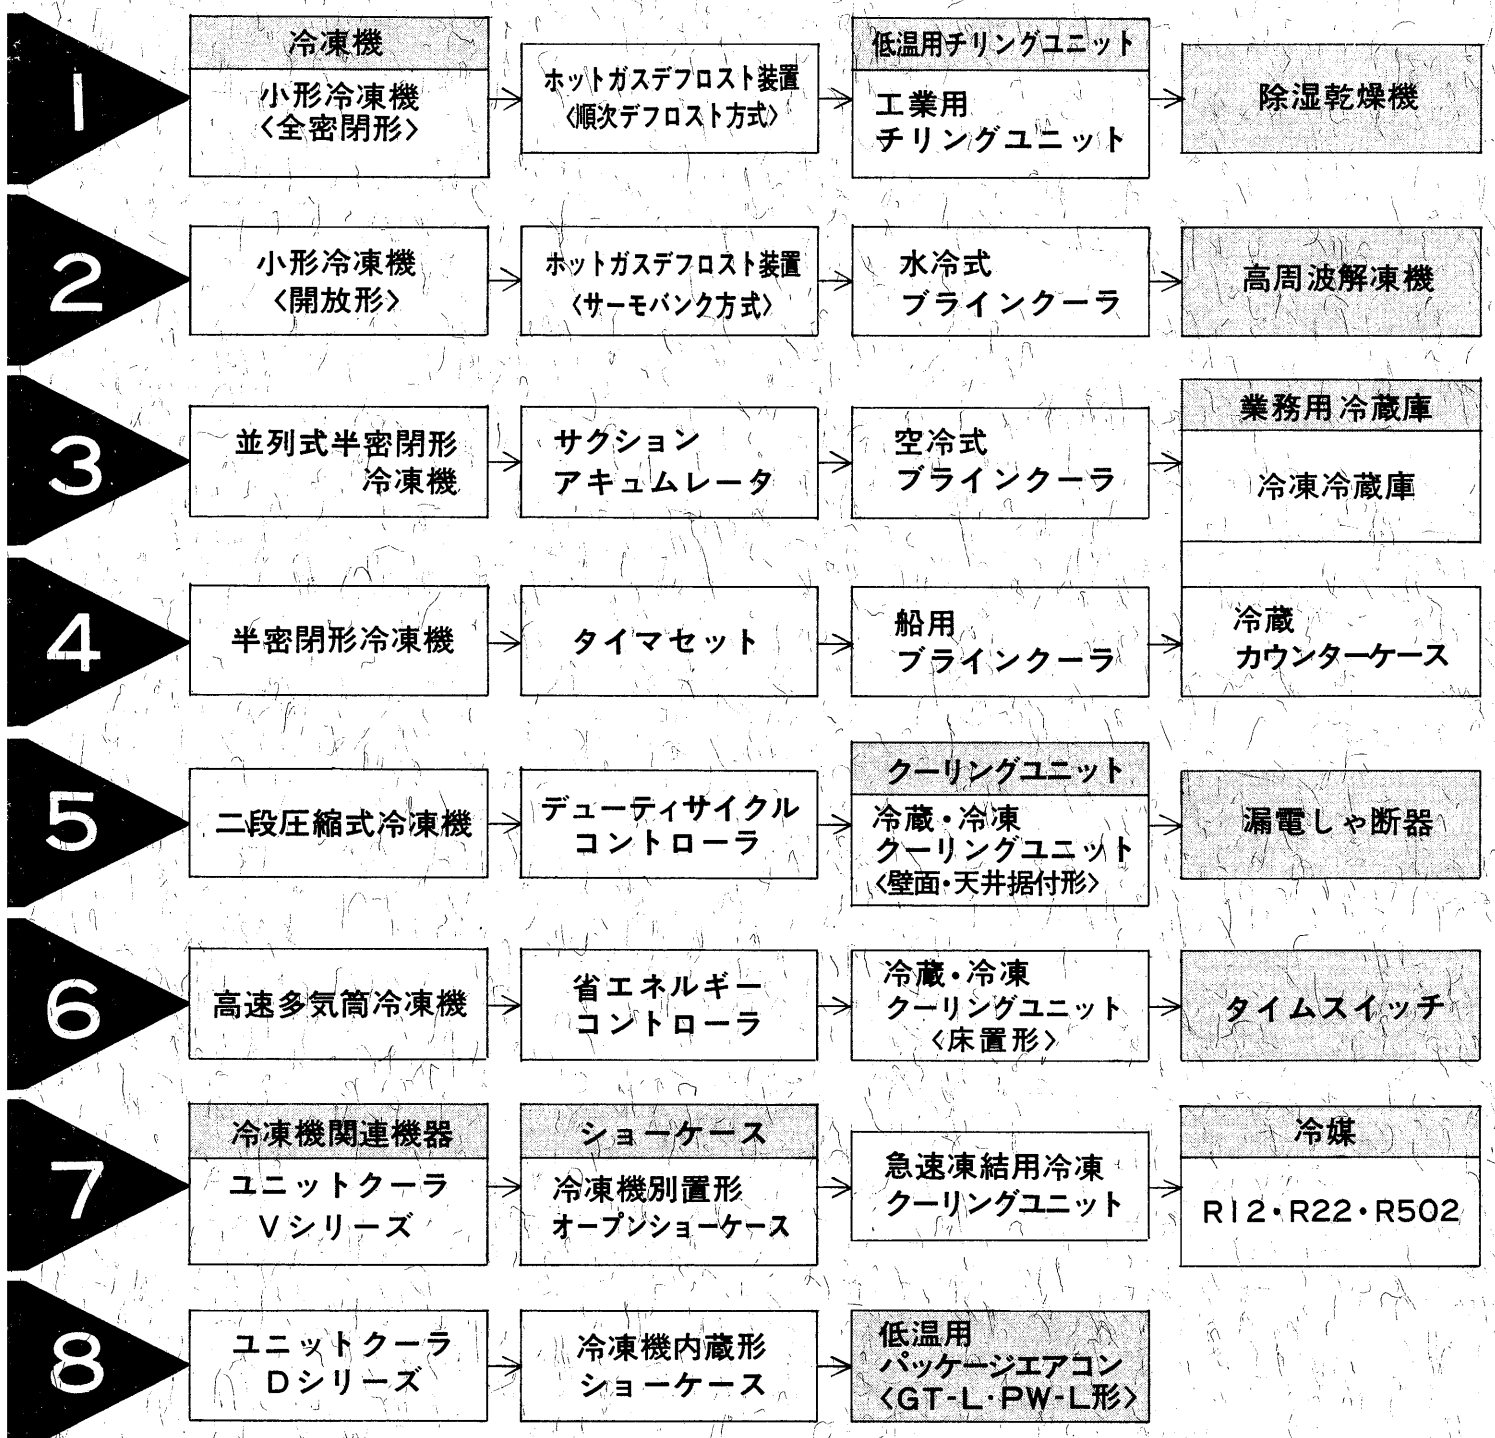 1
冷凍機
小形冷凍機
〈全密閉形〉
ホットガスデフロスト装置
〈順次デフロスト方式〉
低温用チリングユニット
工業用
チリングユニット
除湿乾燥機
2
小形冷凍機
〈開放形〉
ホットガスデフロスト装置
〈サーモバンク方式〉
水冷式
ブラインクーラ
高周波解凍機
3
並列式半密閉形
冷凍機
サクション
アキュムレータ
空冷式
ブラインクーラ
業務用冷蔵庫
冷凍冷蔵庫
4
半密閉形冷凍機
タイマセット
船用
ブラインクーラ
冷蔵
カウンターケース
5
二段圧縮式冷凍機
デューティサイクル
コントローラ
クーリングユニット
冷蔵・冷凍
クーリングユニット
〈壁面・天井据付形〉
漏電しゃ断器
6
高速多気筒冷凍機
省エネルギー
コントローラ
冷蔵・冷凍
クーリングユニット
〈床置形〉
タイムスイッチ
7
冷凍機関連機器
ユニットクーラ
Vシリーズ
ショーケース
冷凍機別置形
オープンショーケース
急速凍結用冷凍
クーリングユニット
冷媒
R12・R22・R502
8
ユニットクーラ
Dシリーズ
冷凍機内蔵形
ショーケース
低温用
パッケージエアコン
〈GT-L・PW-L形〉